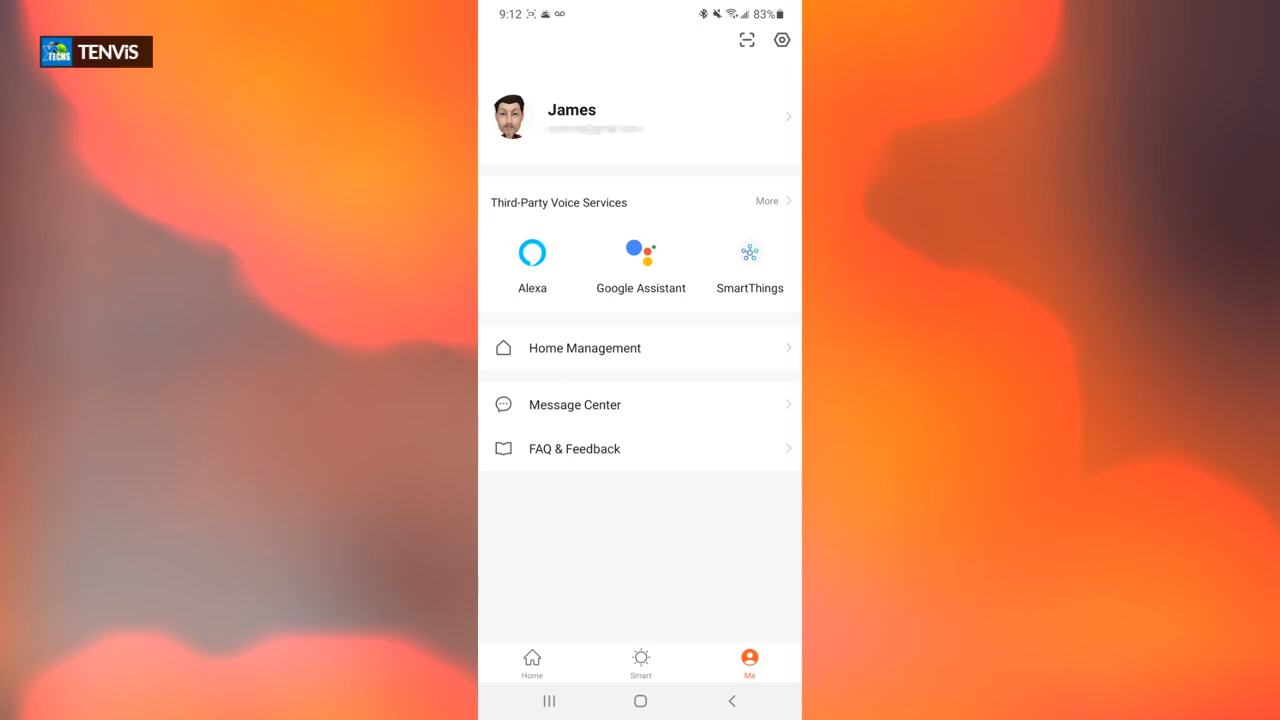 TECHS TENVIS
9:12
83%
James
Third-Party Voice Services
More
Alexa
Google Assistant
SmartThings
Home Management
Message Center
FAQ & Feedback
Home
Smart
Me